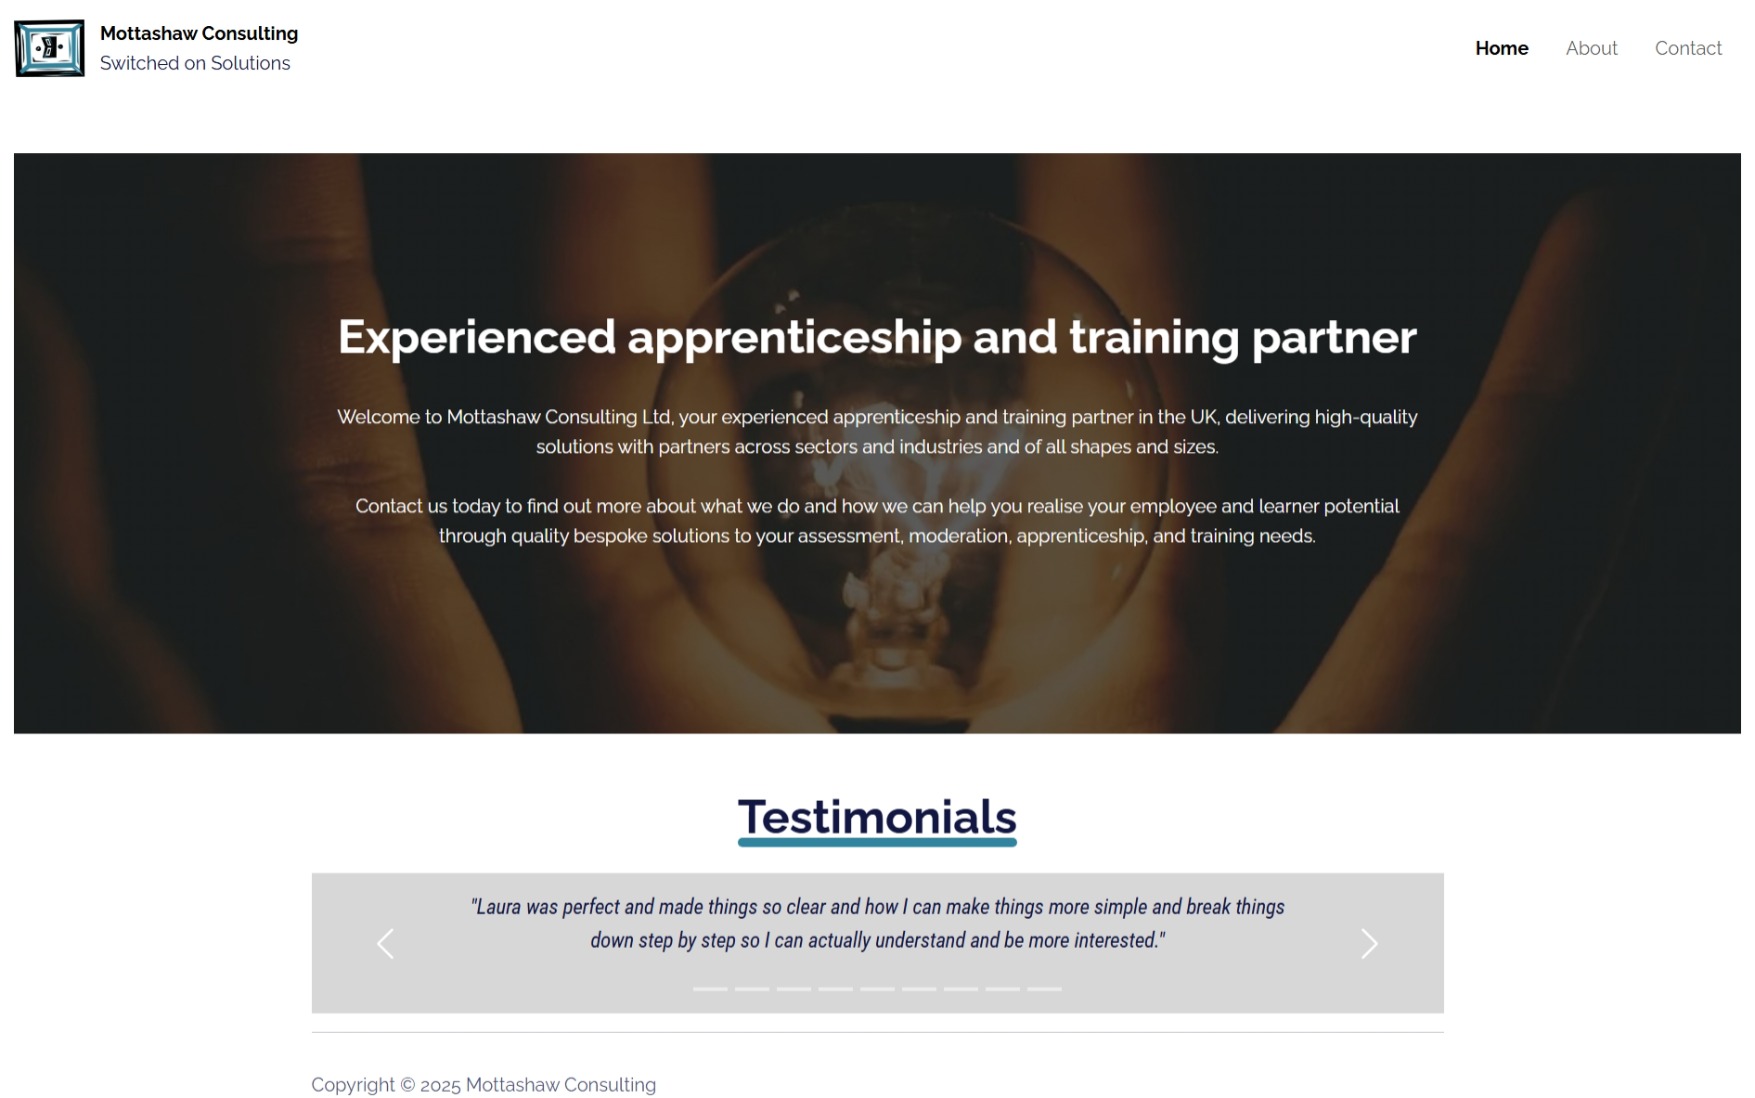 Mottashaw Consulting
Switched on Solutions
Home
About
Contact
Experienced apprenticeship and training partner
Welcome to Mottashaw Consulting Ltd, your experienced apprenticeship and training partner in the UK, delivering high-quality
solutions with partners across sectors and industries and of all shapes and sizes.
Contact us today to find out more about what we do and how we can help you realise your employee and learner potential
through quality bespoke solutions to your assessment, moderation, apprenticeship, and training needs.
Testimonials
"Laura was perfect and made things so clear and how I can make things more simple and break things
down step by step so I can actually understand and be more interested."
Copyright © 2025 Mottashaw Consulting